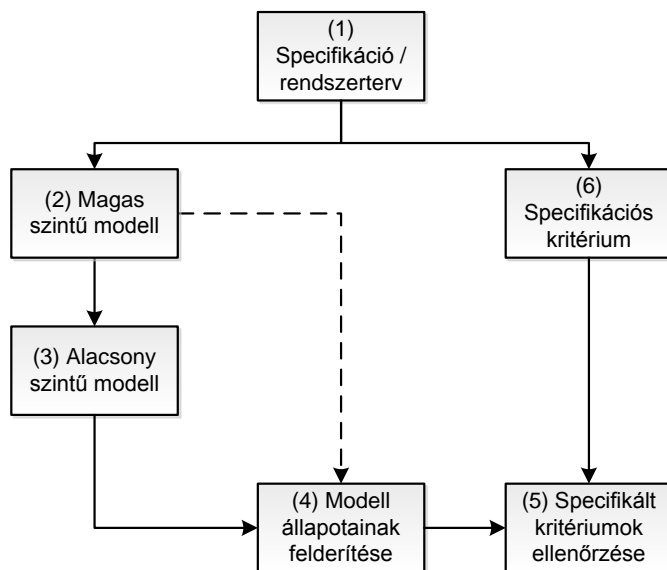 (1)
Specifikáció /
rendszerterv
(2) Magas
szintű modell
(6)
Specifikációs
kritérium
(3) Alacsony
szintű modell
(4) Modell
állapotainak
felderítése
(5) Specifikált
kritériumok
ellenőrzése